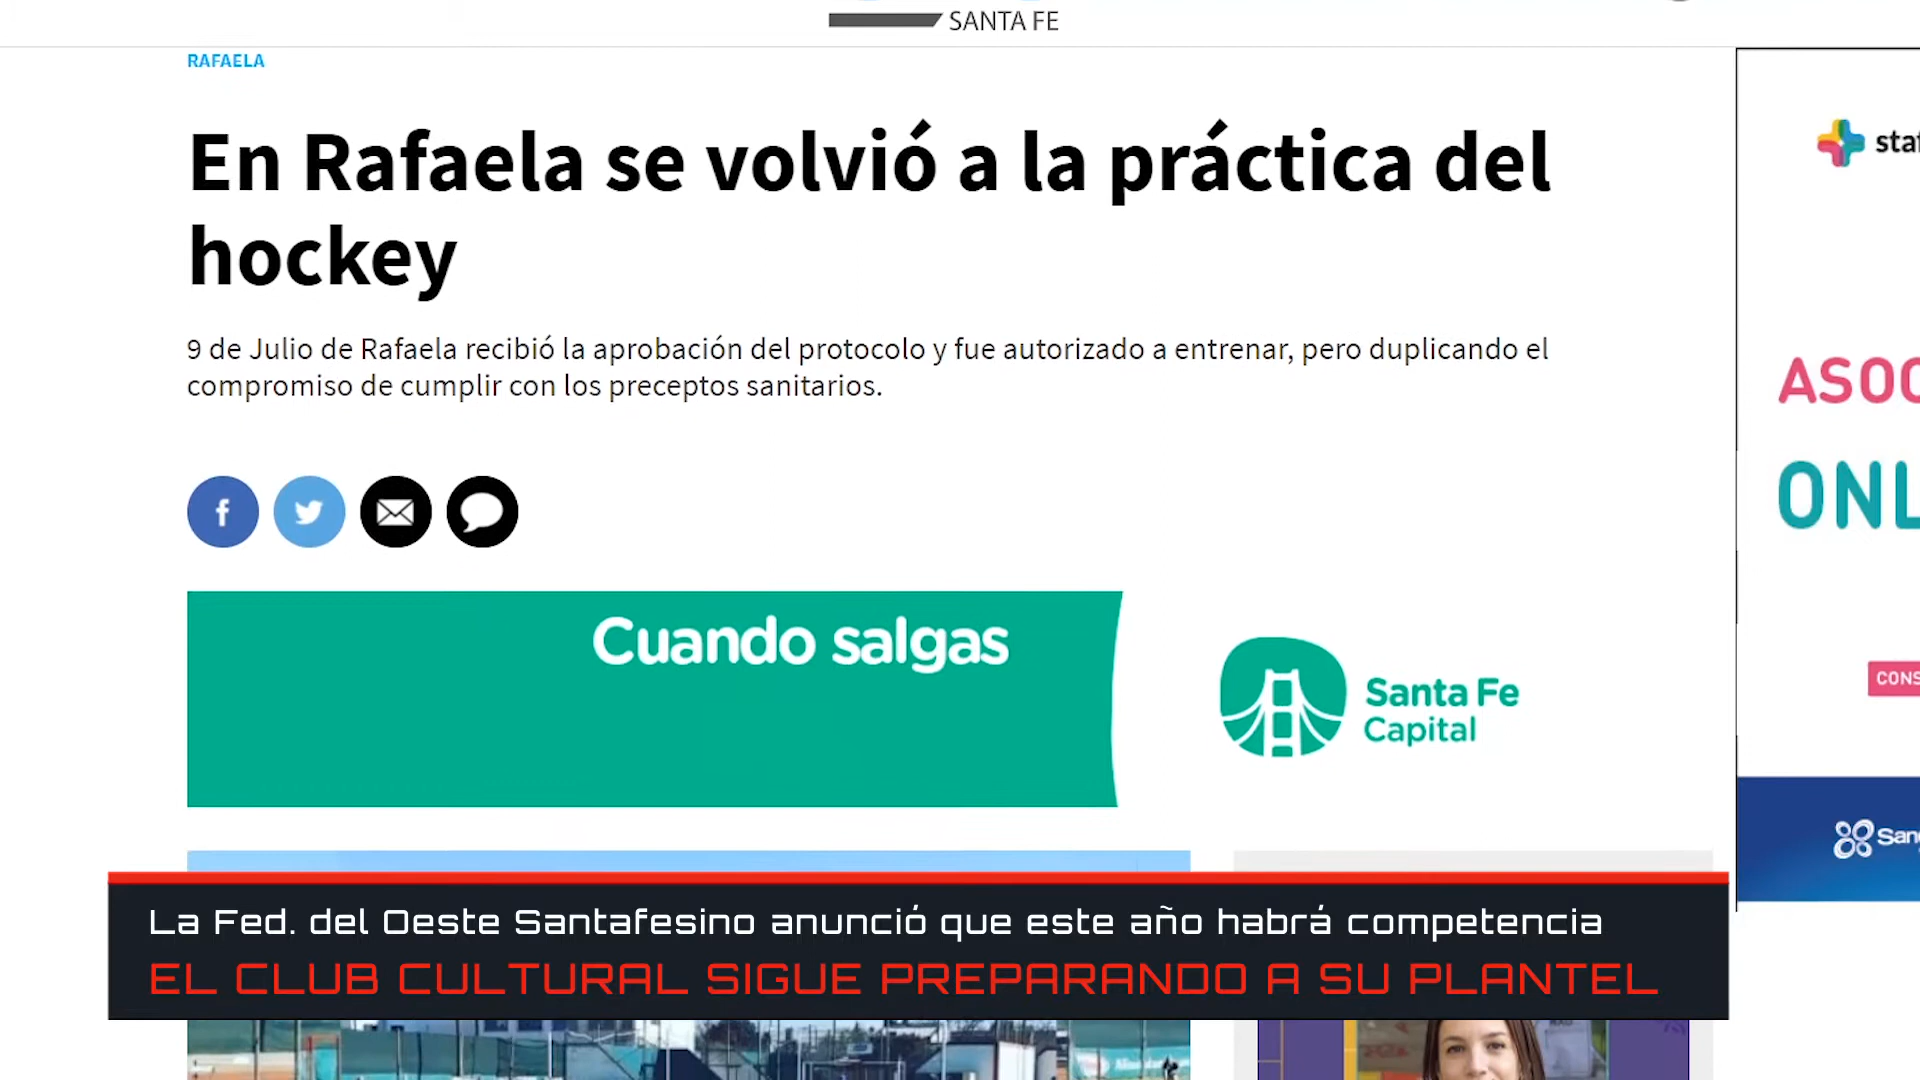 SANTA FE
RAFAELA
En Rafaela se volvió a la práctica del
hockey
9 de Julio de Rafaela recibió la aprobación del protocolo y fue autorizado a entrenar, pero duplicando el
compromiso de cumplir con los preceptos sanitarios.
Cuando salgas
Santa Fe
Capital
La Fed. del Oeste Santafesino anunció que este año habrá competencia
EL CLUB CULTURAL SIGUE PREPARANDO A SU PLANTEL